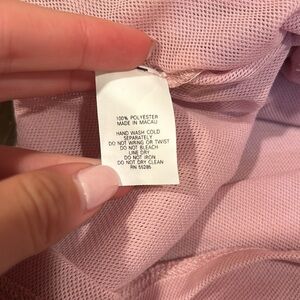 100% POLYESTER
MADE IN MACAU
HAND WASH COLD
SEPARATELY
DO NOT WRING OR TWIST
DO NOT BLEACH
LINE DRY
DO NOT IRON
DO NOT DRY CLEAN
RN 55285